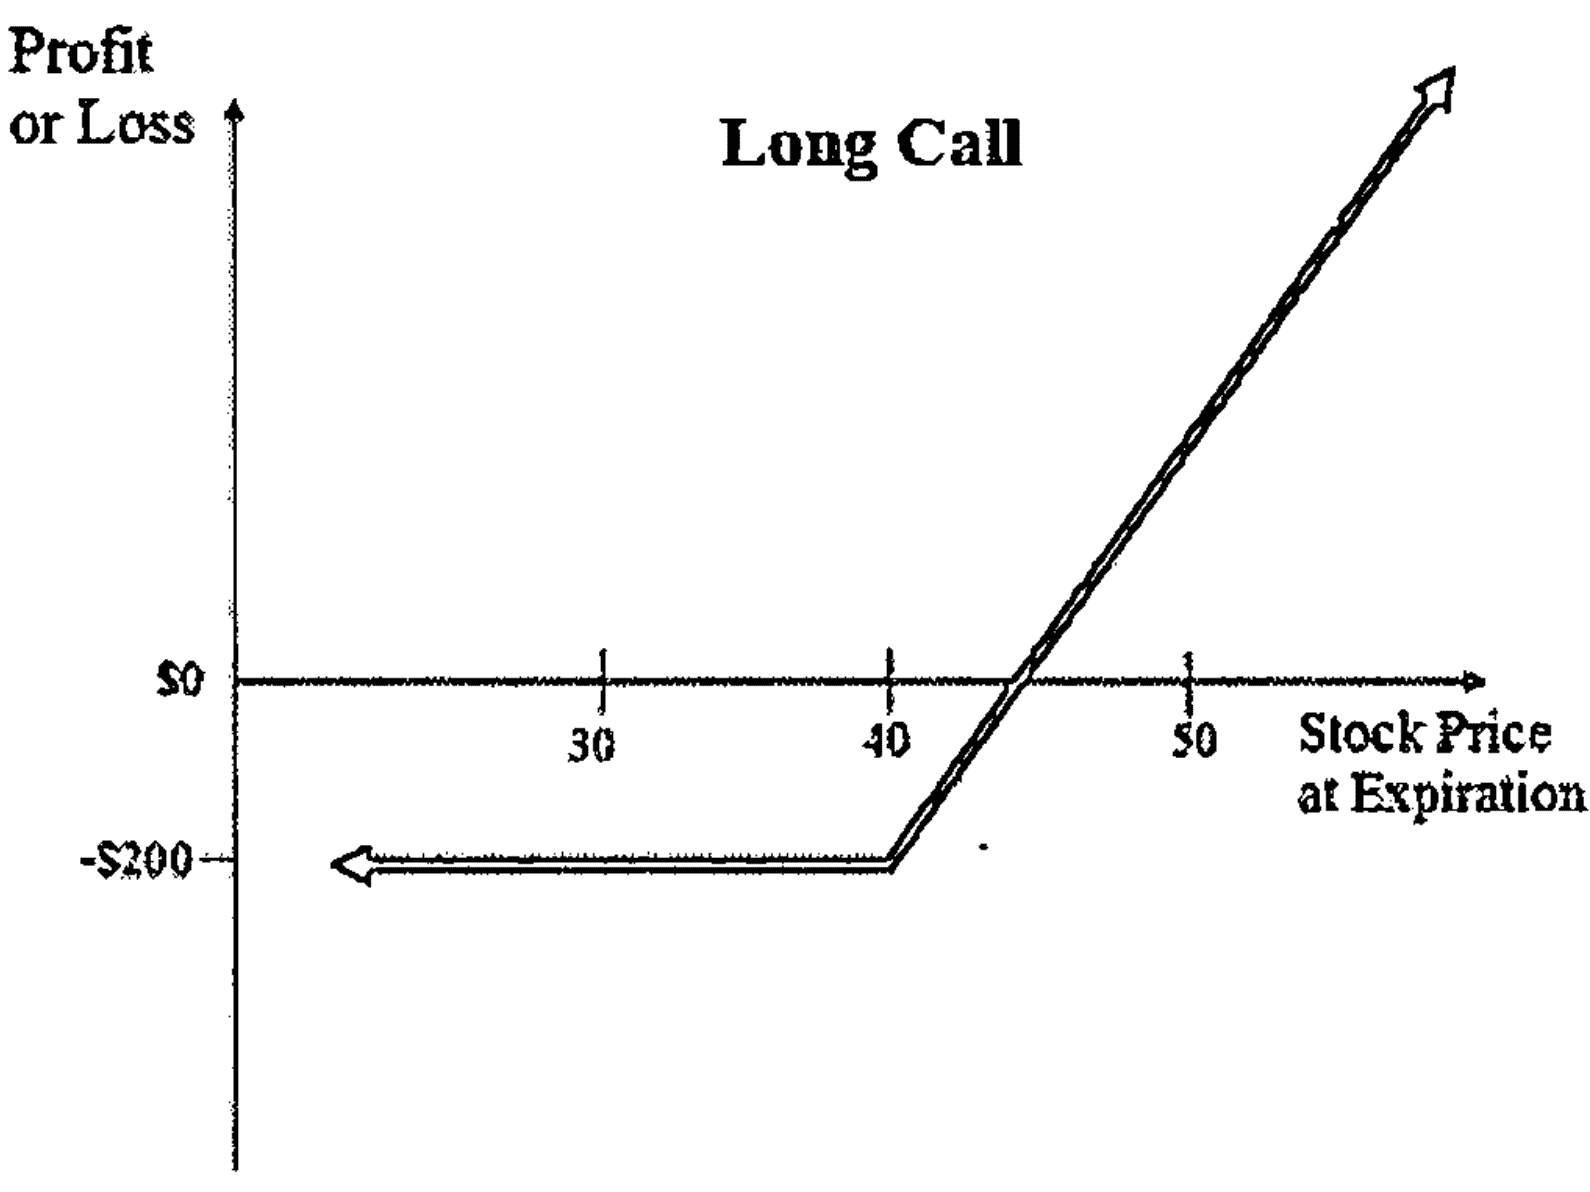 Profit
or Loss
Long Call
$0
30
40
50
Stock Price
at Expiration
-$200